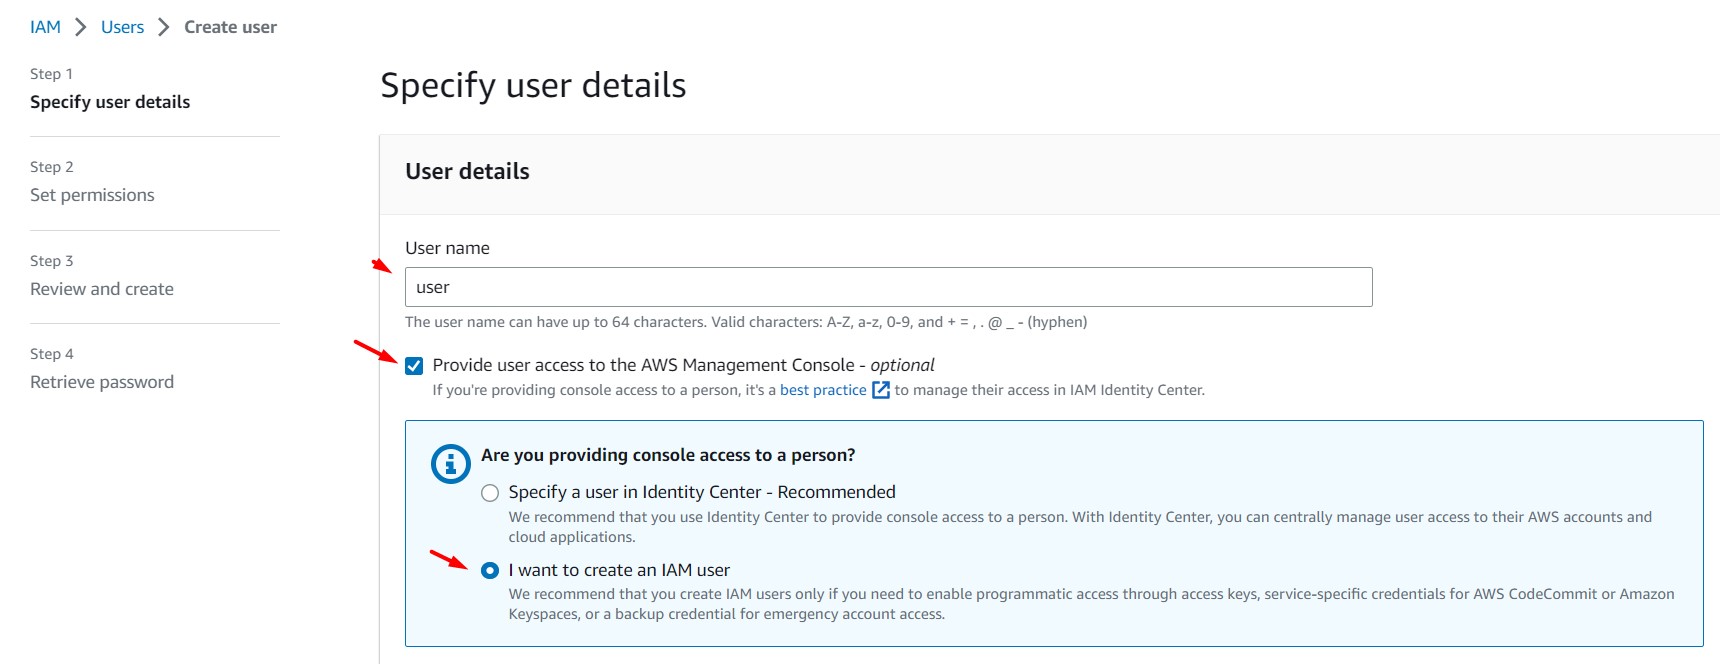 IAM > Users > Create user
Step 1
Specify user details
Step 2
Set permissions
Step 3
Review and create
Step 4
Retrieve password
Specify user details
User details
User name
user
The user name can have up to 64 characters. Valid characters: A-Z, a-z, 0-9, and + = , . @ _ - (hyphen)
Provide user access to the AWS Management Console - optional
If you're providing console access to a person, it's a best practice to manage their access in IAM Identity Center.
Are you providing console access to a person?
Specify a user in Identity Center - Recommended
We recommend that you use Identity Center to provide console access to a person. With Identity Center, you can centrally manage user access to their AWS accounts and
cloud applications.
I want to create an IAM user
We recommend that you create IAM users only if you need to enable programmatic access through access keys, service-specific credentials for AWS CodeCommit or Amazon
Keyspaces, or a backup credential for emergency account access.